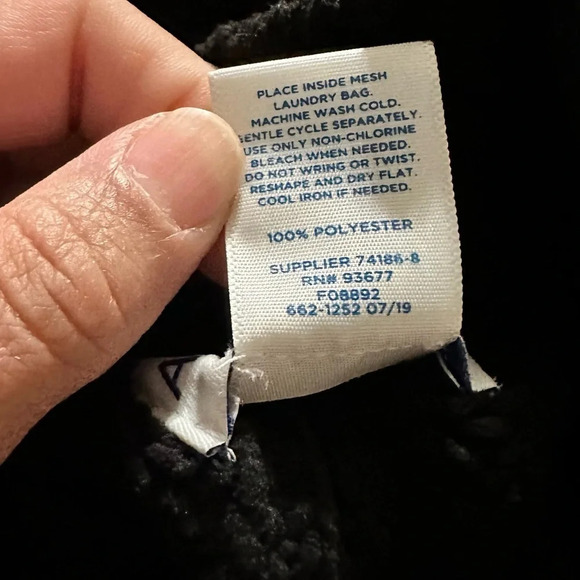 PLACE INSIDE MESH
LAUNDRY BAG.
MACHINE WASH COLD.
GENTLE CYCLE SEPARATELY.
USE ONLY NON-CHLORINE
BLEACH WHEN NEEDED.
DO NOT WRING OR TWIST.
RESHAPE AND DRY FLAT.
COOL IRON IF NEEDED.
100% POLYESTER
SUPPLIER 74186-8
RN# 93677
F08892
662-1252 07/19
A